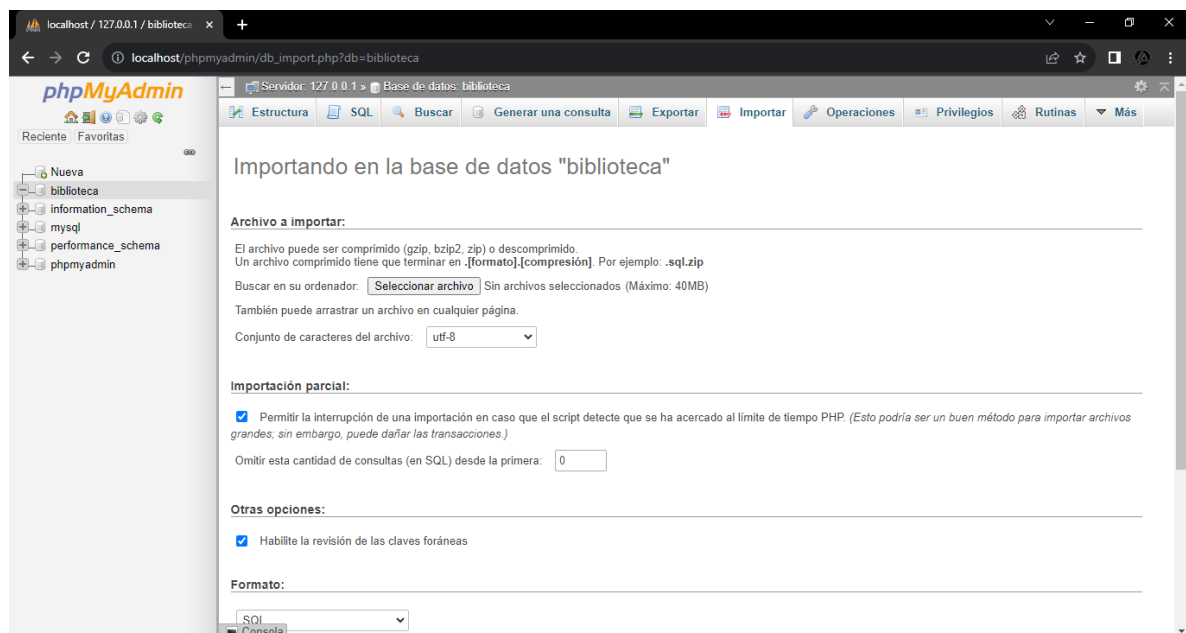 localhost / 127.0.0.1 / biblioteca
localhost/phpmyadmin/db_import.php?db=biblioteca
phpMyAdmin
Reciente Favoritas
Nueva
biblioteca
information_schema
mysql
performance_schema
phpmyadmin
Servidor: 127.0.0.1 » Base de datos: biblioteca
Estructura SQL Buscar Generar una consulta Exportar Importar Operaciones Privilegios Rutinas Más
Importando en la base de datos "biblioteca"
Archivo a importar:
El archivo puede ser comprimido (gzip, bzip2, zip) o descomprimido.
Un archivo comprimido tiene que terminar en .[formato].[compresión]. Por ejemplo: .sql.zip
Buscar en su ordenador: Seleccionar archivo Sin archivos seleccionados (Máximo: 40MB)
También puede arrastrar un archivo en cualquier página.
Conjunto de caracteres del archivo: utf-8
Importación parcial:
Permitir la interrupción de una importación en caso que el script detecte que se ha acercado al límite de tiempo PHP. (Esto podría ser un buen método para importar archivos
grandes; sin embargo, puede dañar las transacciones.)
Omitir esta cantidad de consultas (en SQL) desde la primera: 0
Otras opciones:
Habilite la revisión de las claves foráneas
Formato:
SQL
Consola